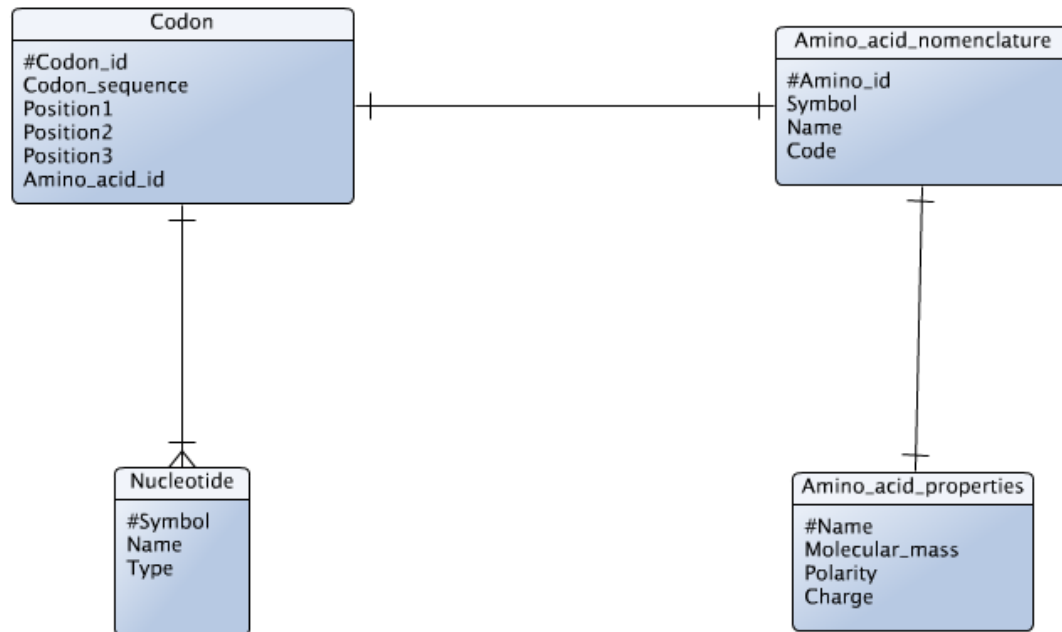 Codon
#Codon_id
Codon_sequence
Position1
Position2
Position3
Amino_acid_id
Amino_acid_nomenclature
#Amino_id
Symbol
Name
Code
Nucleotide
#Symbol
Name
Type
Amino_acid_properties
#Name
Molecular_mass
Polarity
Charge